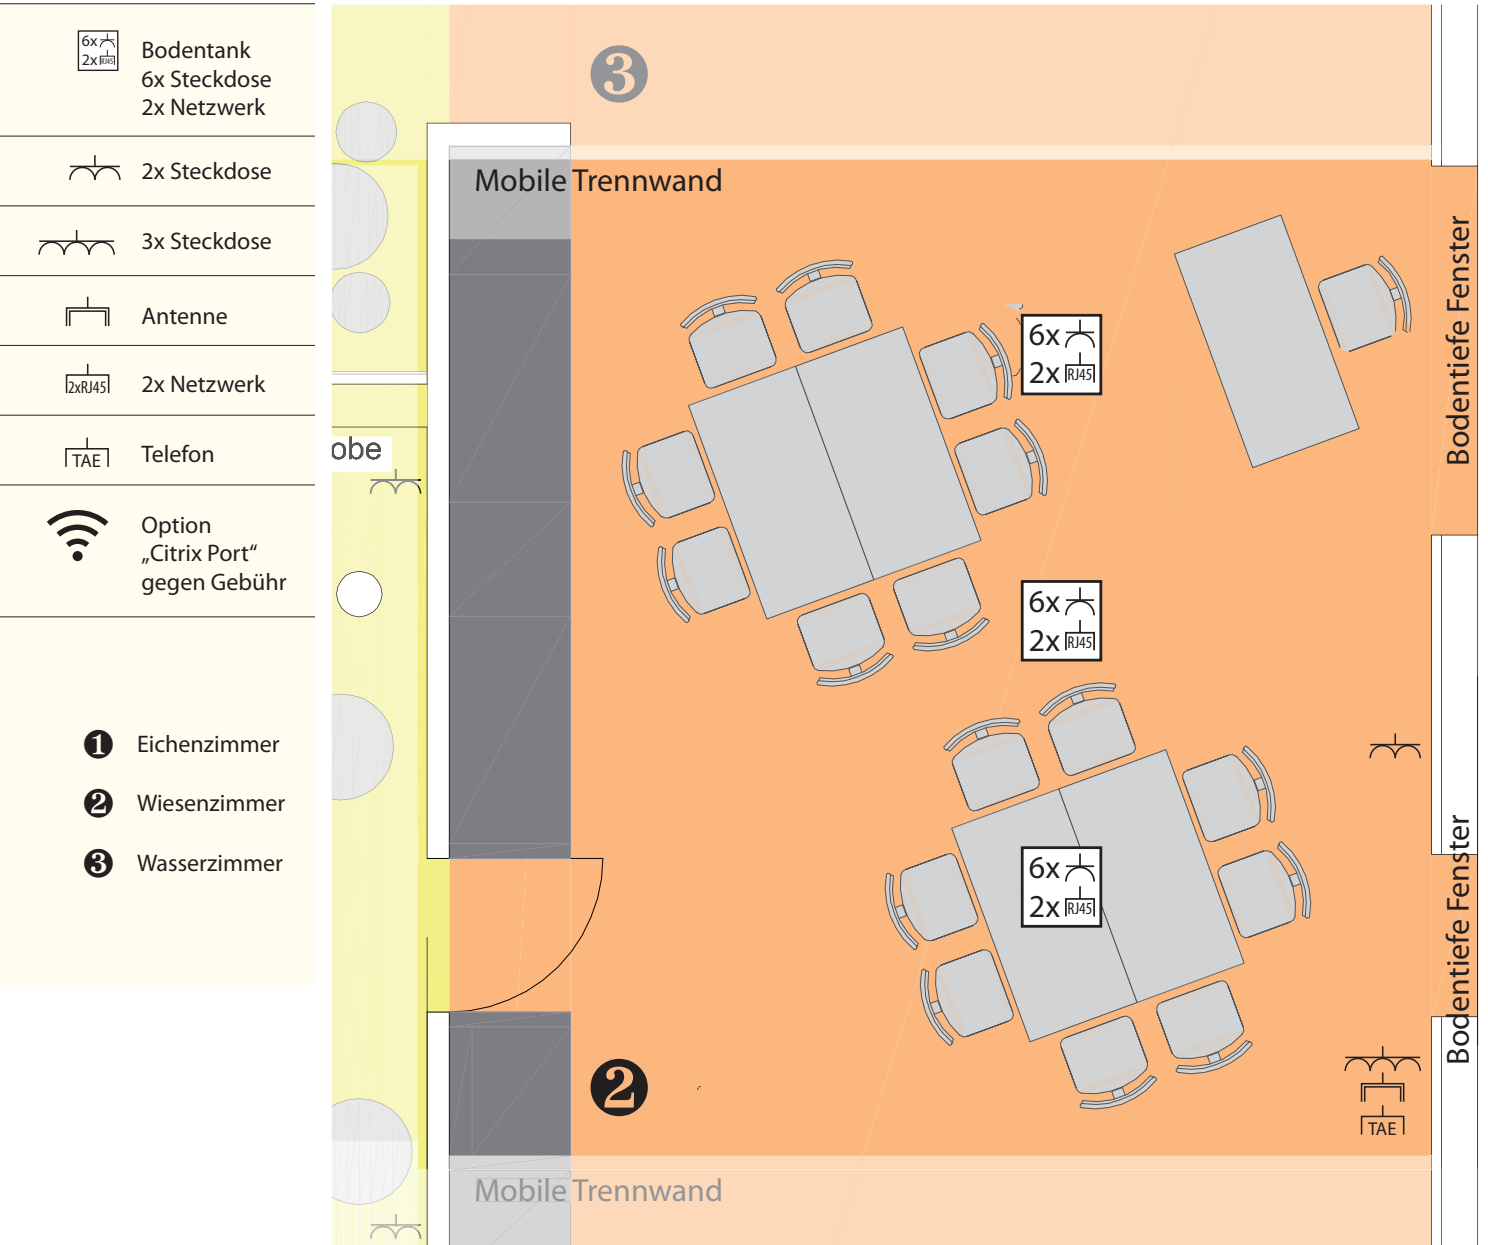 6x
2x RJ45
Bodentank
6x Steckdose
2x Netzwerk
2x Steckdose
3x Steckdose
Antenne
2xRJ45
2x Netzwerk
TAE
Telefon
Option
„Citrix Port“
gegen Gebühr
1 Eichenzimmer
2 Wiesenzimmer
3 Wasserzimmer
3
Mobile Trennwand
Bodentiefe Fenster
6x
2x RJ45
obe
6x
2x RJ45
6x
2x RJ45
Bodentiefe Fenster
2
TAE
Mobile Trennwand